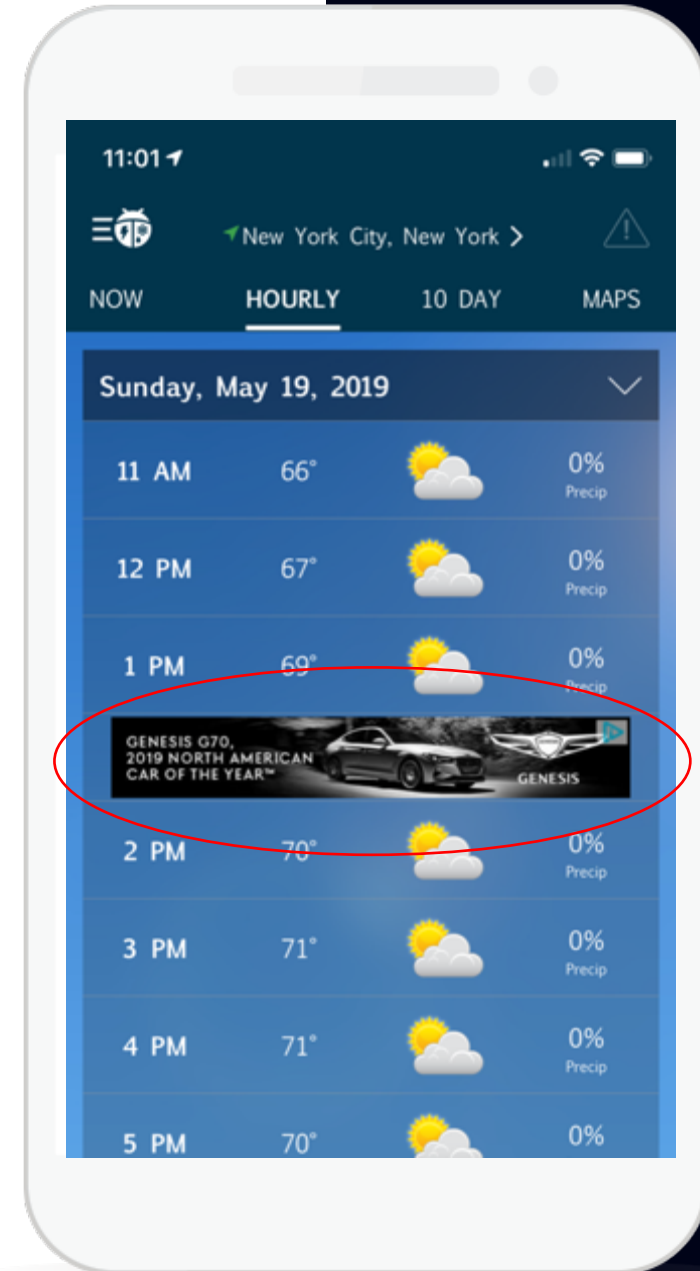 11:01
New York City, New York >
NOW HOURLY 10 DAY MAPS
Sunday, May 19, 2019
11 AM 66° 0%
Precip
12 PM 67° 0%
Precip
1 PM 69° 0%
Precip
GENESIS G70,
2019 NORTH AMERICAN
CAR OF THE YEAR™
GENESIS
2 PM 70° 0%
Precip
3 PM 71° 0%
Precip
4 PM 71° 0%
Precip
5 PM 70° 0%